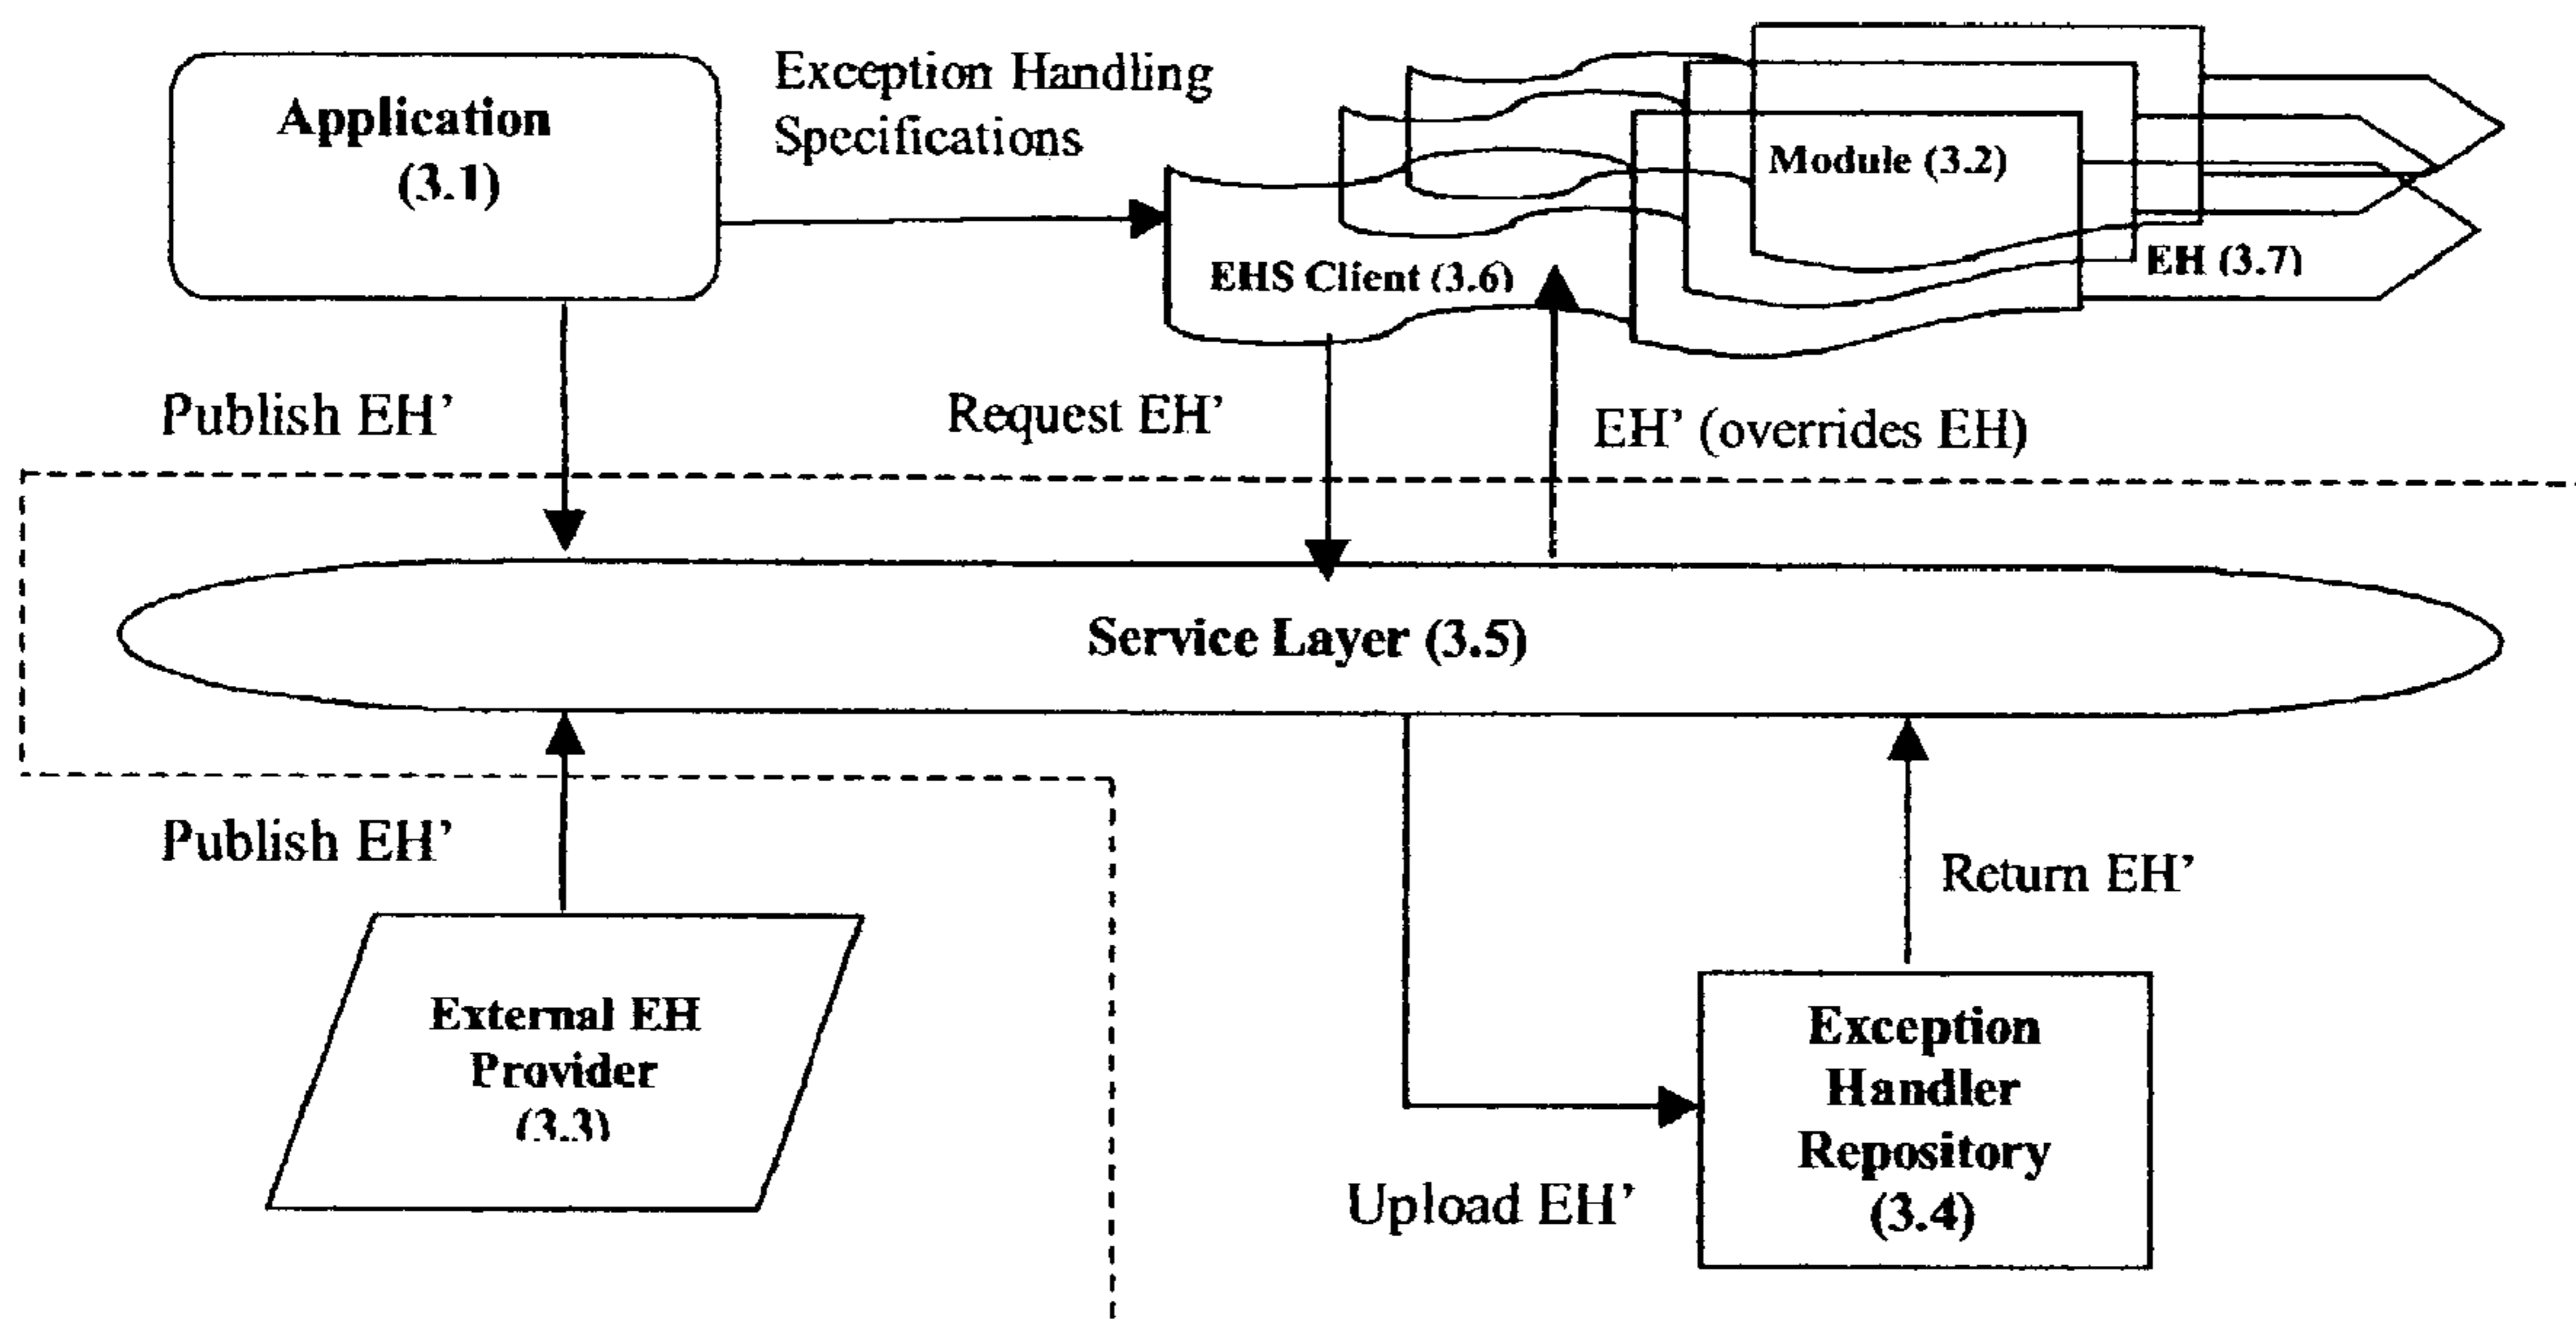 Application
(3.1)
Exception Handling
Specifications
Module (3.2)
EHS Client (3.6)
EH (3.7)
Publish EH’
Request EH’
EH’ (overrides EH)
Service Layer (3.5)
Publish EH’
Return EH’
External EH
Provider
(3.3)
Exception
Handler
Repository
(3.4)
Upload EH’